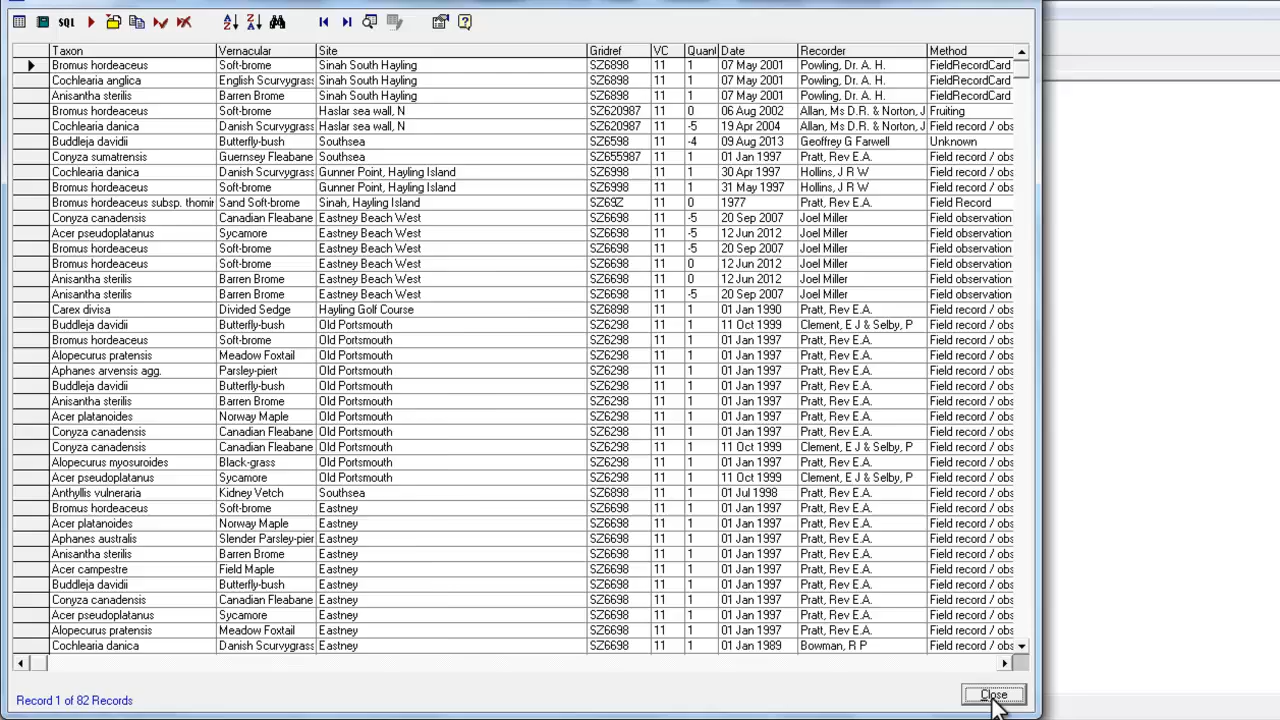 SQL
Taxon Vernacular Site Gridref VC Quanl Date Recorder Method
Bromus hordeaceus Soft-brome Sinah South Hayling SZ6898 11 1 07 May 2001 Powling, Dr. A. H. FieldRecordCard
Cochlearia anglica English Scurvygrass Sinah South Hayling SZ6898 11 1 07 May 2001 Powling, Dr. A. H. FieldRecordCard
Anisantha sterilis Barren Brome Sinah South Hayling SZ6898 11 1 07 May 2001 Powling, Dr. A. H. FieldRecordCard
Bromus hordeaceus Soft-brome Haslar sea wall, N SZ620987 11 0 06 Aug 2002 Allan, Ms D.R. & Norton, J Fruiting
Cochlearia danica Danish Scurvygrass Haslar sea wall, N SZ620987 11 -5 19 Apr 2004 Allan, Ms D.R. & Norton, J Field record / obs
Buddleja davidii Butterfly-bush Southsea SZ6598 11 -4 09 Aug 2013 Geoffrey G Farwell Unknown
Conyza sumatrensis Guernsey Fleabane Southsea SZ655987 11 1 01 Jan 1997 Pratt, Rev E.A. Field record / obs
Cochlearia danica Danish Scurvygrass Gunner Point, Hayling Island SZ6998 11 1 30 Apr 1997 Hollins, J R W Field record / obs
Bromus hordeaceus Soft-brome Gunner Point, Hayling Island SZ6998 11 1 31 May 1997 Hollins, J R W Field record / obs
Bromus hordeaceus subsp. thomin Sand Soft-brome Sinah, Hayling Island SZ69Z 11 0 1977 Pratt, Rev E.A. Field Record
Conyza canadensis Canadian Fleabane Eastney Beach West SZ6698 11 -5 20 Sep 2007 Joel Miller Field observation
Acer pseudoplatanus Sycamore Eastney Beach West SZ6698 11 -5 12 Jun 2012 Joel Miller Field observation
Bromus hordeaceus Soft-brome Eastney Beach West SZ6698 11 -5 20 Sep 2007 Joel Miller Field observation
Bromus hordeaceus Soft-brome Eastney Beach West SZ6698 11 0 12 Jun 2012 Joel Miller Field observation
Anisantha sterilis Barren Brome Eastney Beach West SZ6698 11 0 12 Jun 2012 Joel Miller Field observation
Anisantha sterilis Barren Brome Eastney Beach West SZ6698 11 -5 20 Sep 2007 Joel Miller Field observation
Carex divisa Divided Sedge Hayling Golf Course SZ6898 11 1 01 Jan 1990 Pratt, Rev E.A. Field record / obs
Buddleja davidii Butterfly-bush Old Portsmouth SZ6298 11 1 11 Oct 1999 Clement, E J & Selby, P Field record / obs
Bromus hordeaceus Soft-brome Old Portsmouth SZ6298 11 1 01 Jan 1997 Pratt, Rev E.A. Field record / obs
Alopecurus pratensis Meadow Foxtail Old Portsmouth SZ6298 11 1 01 Jan 1997 Pratt, Rev E.A. Field record / obs
Aphanes arvensis agg. Parsley-piert Old Portsmouth SZ6298 11 1 01 Jan 1997 Pratt, Rev E.A. Field record / obs
Buddleja davidii Butterfly-bush Old Portsmouth SZ6298 11 1 01 Jan 1997 Pratt, Rev E.A. Field record / obs
Anisantha sterilis Barren Brome Old Portsmouth SZ6298 11 1 01 Jan 1997 Pratt, Rev E.A. Field record / obs
Acer platanoides Norway Maple Old Portsmouth SZ6298 11 1 01 Jan 1997 Pratt, Rev E.A. Field record / obs
Conyza canadensis Canadian Fleabane Old Portsmouth SZ6298 11 1 01 Jan 1997 Pratt, Rev E.A. Field record / obs
Conyza canadensis Canadian Fleabane Old Portsmouth SZ6298 11 1 11 Oct 1999 Clement, E J & Selby, P Field record / obs
Alopecurus myosuroides Black-grass Old Portsmouth SZ6298 11 1 01 Jan 1997 Pratt, Rev E.A. Field record / obs
Acer pseudoplatanus Sycamore Old Portsmouth SZ6298 11 1 11 Oct 1999 Clement, E J & Selby, P Field record / obs
Anthyllis vulneraria Kidney Vetch Southsea SZ6898 11 1 01 Jul 1998 Pratt, Rev E.A. Field record / obs
Bromus hordeaceus Soft-brome Eastney SZ6698 11 1 01 Jan 1997 Pratt, Rev E.A. Field record / obs
Acer platanoides Norway Maple Eastney SZ6698 11 1 01 Jan 1997 Pratt, Rev E.A. Field record / obs
Aphanes australis Slender Parsley-pier Eastney SZ6698 11 1 01 Jan 1997 Pratt, Rev E.A. Field record / obs
Anisantha sterilis Barren Brome Eastney SZ6698 11 1 01 Jan 1997 Pratt, Rev E.A. Field record / obs
Acer campestre Field Maple Eastney SZ6698 11 1 01 Jan 1997 Pratt, Rev E.A. Field record / obs
Buddleja davidii Butterfly-bush Eastney SZ6698 11 1 01 Jan 1997 Pratt, Rev E.A. Field record / obs
Conyza canadensis Canadian Fleabane Eastney SZ6698 11 1 01 Jan 1997 Pratt, Rev E.A. Field record / obs
Acer pseudoplatanus Sycamore Eastney SZ6698 11 1 01 Jan 1997 Pratt, Rev E.A. Field record / obs
Alopecurus pratensis Meadow Foxtail Eastney SZ6698 11 1 01 Jan 1997 Pratt, Rev E.A. Field record / obs
Cochlearia danica Danish Scurvygrass Eastney SZ6698 11 1 01 Jan 1989 Bowman, R P Field record / obs
Close
Record 1 of 82 Records